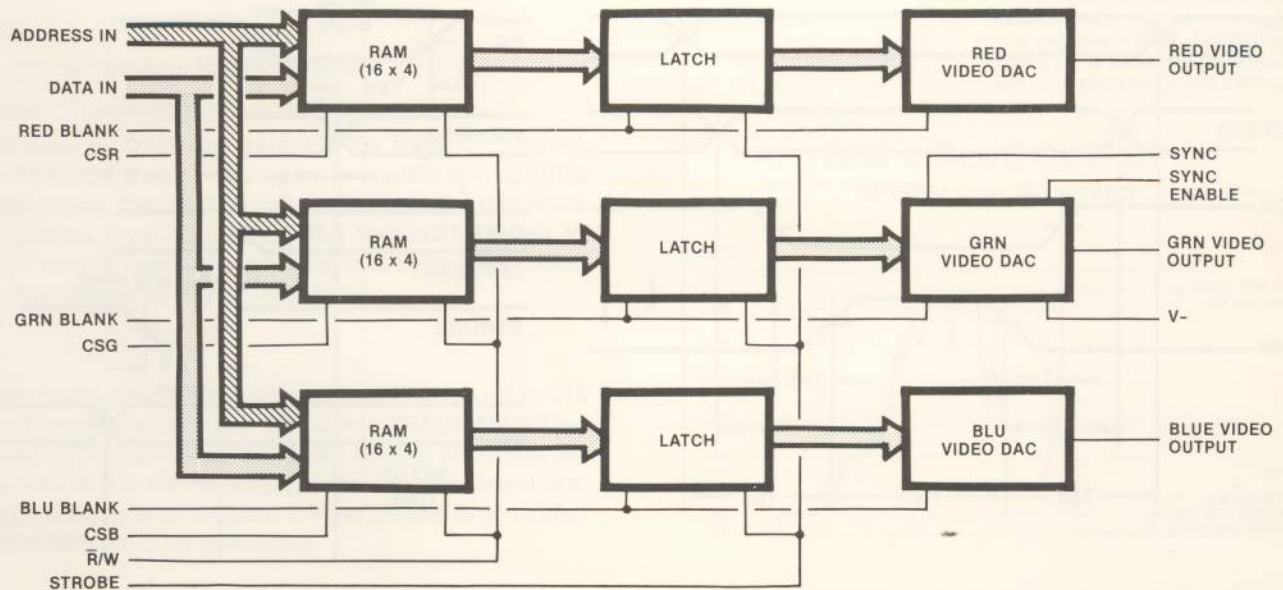 ADDRESS IN
DATA IN
RED BLANK
CSR
RAM
(16 x 4)
LATCH
RED
VIDEO DAC
RED VIDEO
OUTPUT
SYNC
SYNC
ENABLE
RAM
(16 x 4)
LATCH
GRN
VIDEO DAC
GRN VIDEO
OUTPUT
GRN BLANK
CSG
V-
RAM
(16 x 4)
LATCH
BLU
VIDEO DAC
BLUE VIDEO
OUTPUT
BLU BLANK
CSB
R̅/W
STROBE